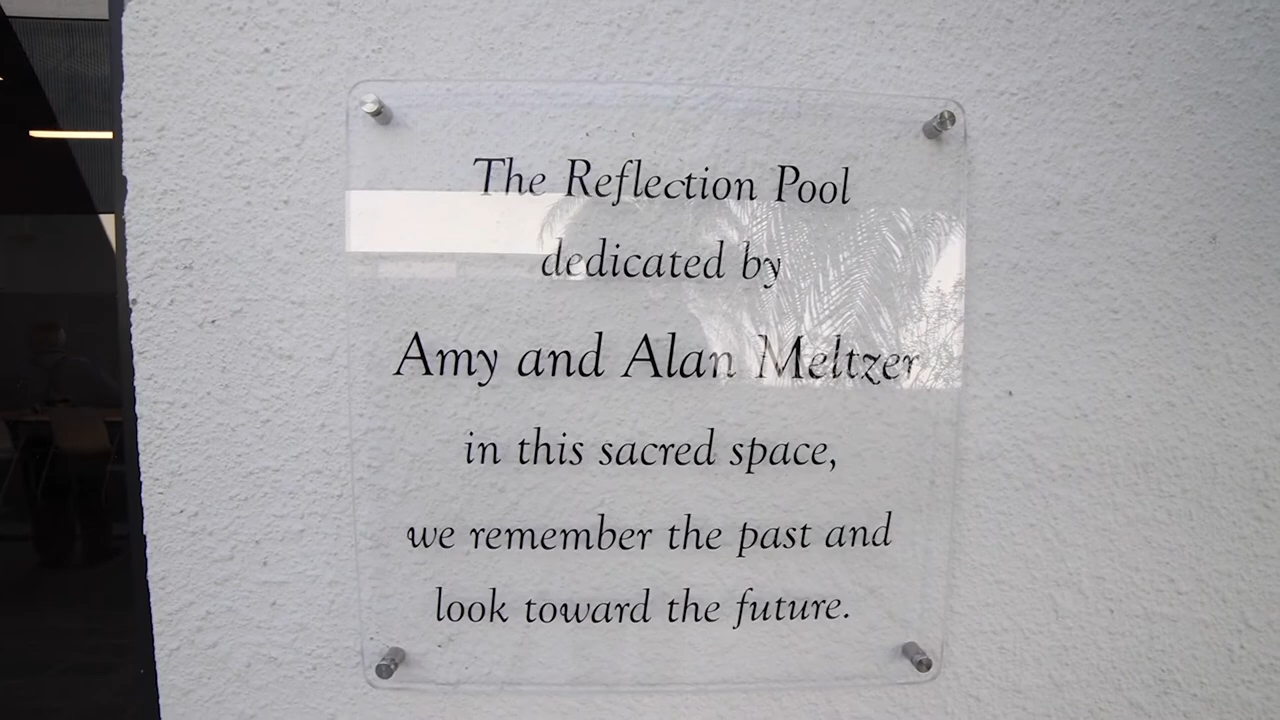 The Reflection Pool
dedicated by
Amy and Alan Meltzer
in this sacred space,
we remember the past and
look toward the future.